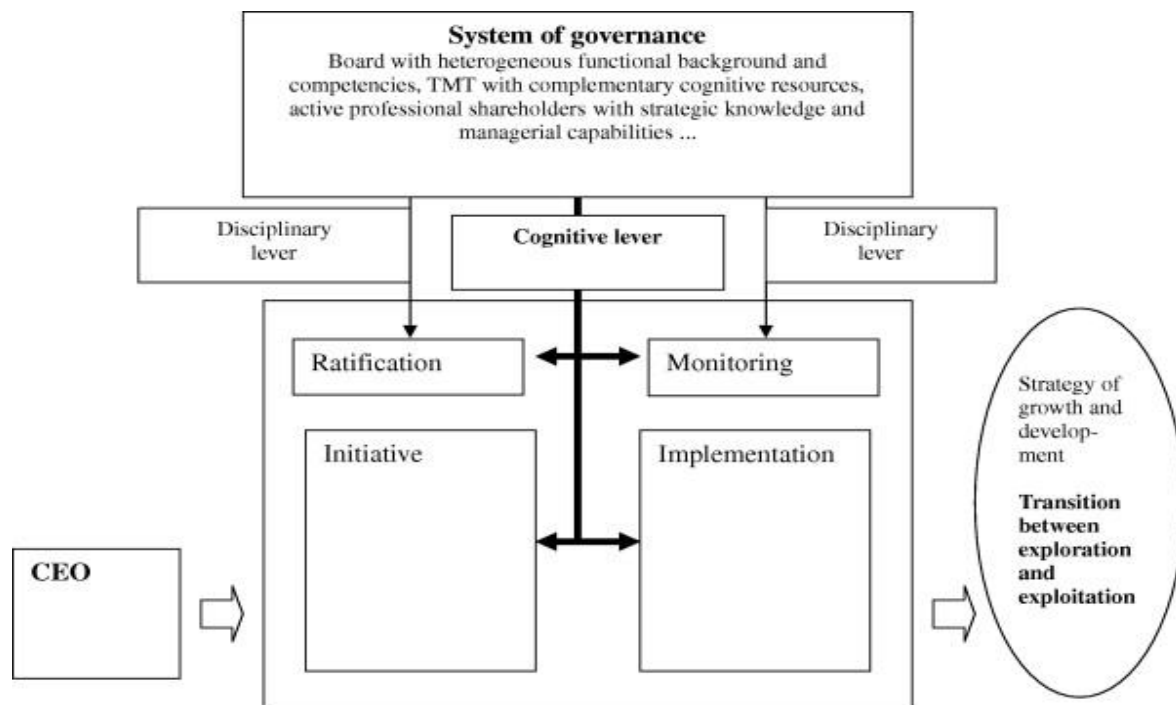 System of governance
Board with heterogeneous functional background and
competencies, TMT with complementary cognitive resources,
active professional shareholders with strategic knowledge and
managerial capabilities ...
Disciplinary
lever
Cognitive lever
Disciplinary
lever
Ratification
Monitoring
Initiative
Implementation
CEO
Strategy of
growth and
develop-
ment
Transition
between
exploration
and
exploitation